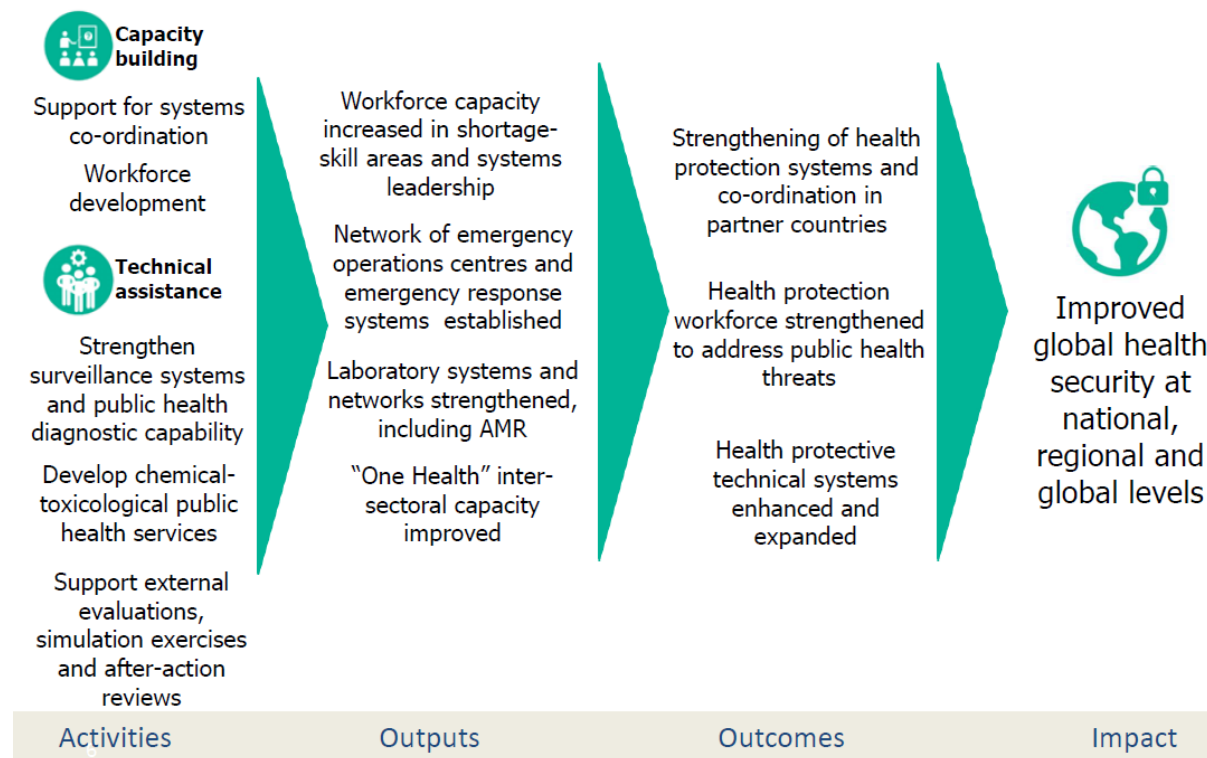 Capacity
building
Support for systems
co-ordination
Workforce
development
Technical
assistance
Strengthen
surveillance systems
and public health
diagnostic capability
Develop chemical-
toxicological public
health services
Support external
evaluations,
simulation exercises
and after-action
reviews
Workforce capacity
increased in shortage-
skill areas and systems
leadership
Network of emergency
operations centres and
emergency response
systems established
Laboratory systems and
networks strengthened,
including AMR
“One Health” inter-
sectoral capacity
improved
Strengthening of health
protection systems and
co-ordination in
partner countries
Health protection
workforce strengthened
to address public health
threats
Health protective
technical systems
enhanced and
expanded
Improved
global health
security at
national,
regional and
global levels
Activities
Outputs
Outcomes
Impact